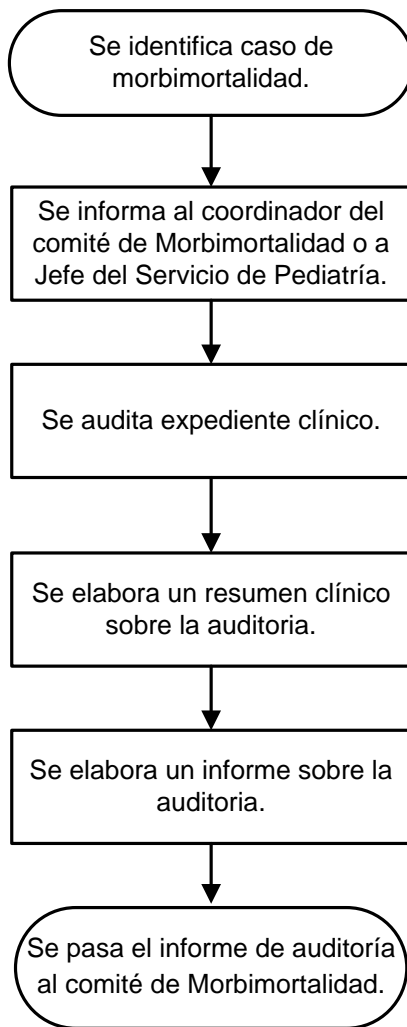 Se identifica caso de
morbimortalidad.
Se informa al coordinador del
comité de Morbimortalidad o a
Jefe del Servicio de Pediatría.
Se audita expediente clínico.
Se elabora un resumen clínico
sobre la auditoria.
Se elabora un informe sobre la
auditoria.
Se pasa el informe de auditoría
al comité de Morbimortalidad.